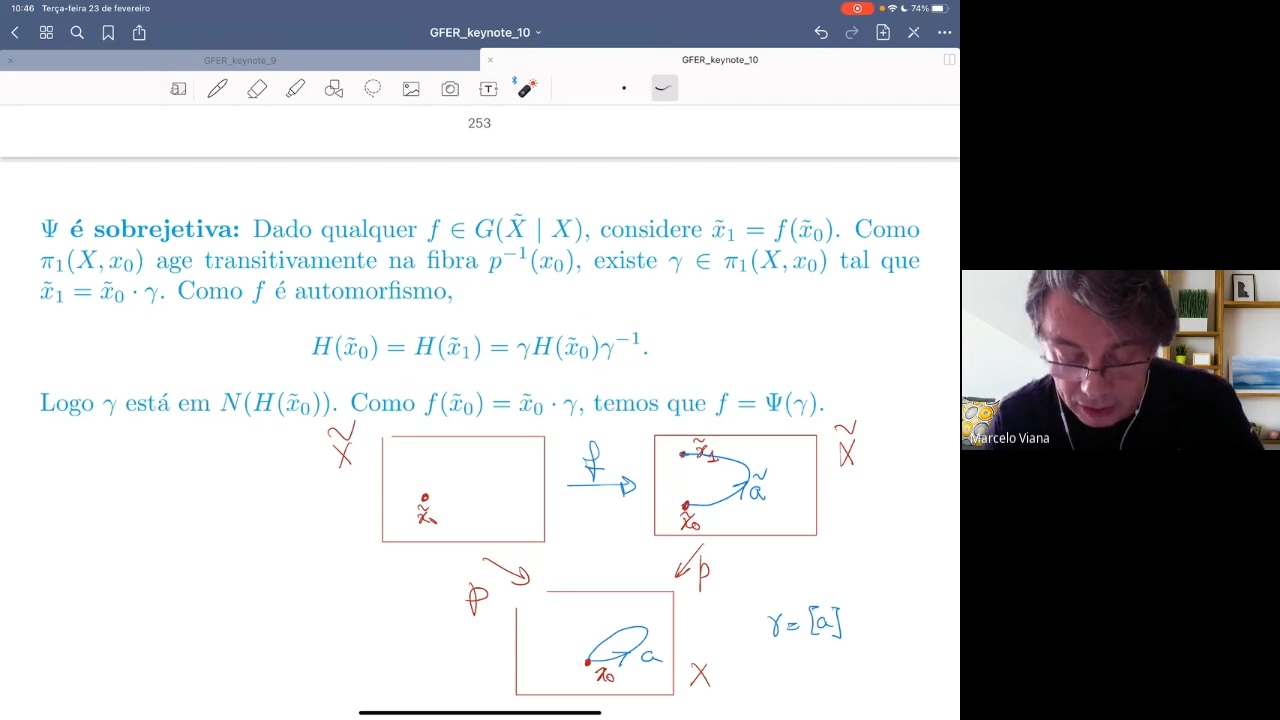 10:46 Terça-feira 23 de fevereiro
74%
GFER_keynote_10
GFER_keynote_9
GFER_keynote_10
T
253
Ψ é sobrejetiva: Dado qualquer f ∈ G(X̃ | X), considere x̃₁ = f(x̃₀). Como
π₁(X, x₀) age transitivamente na fibra p⁻¹(x₀), existe γ ∈ π₁(X, x₀) tal que
x̃₁ = x̃₀ · γ. Como f é automorfismo,
H(x̃₀) = H(x̃₁) = γH(x̃₀)γ⁻¹.
Logo γ está em N(H(x̃₀)). Como f(x̃₀) = x̃₀ · γ, temos que f = Ψ(γ).
X̃
f
x̃₁
X̃
ã
x̃₀
p
p
γ = [a]
a
x₀
X
Marcelo Viana